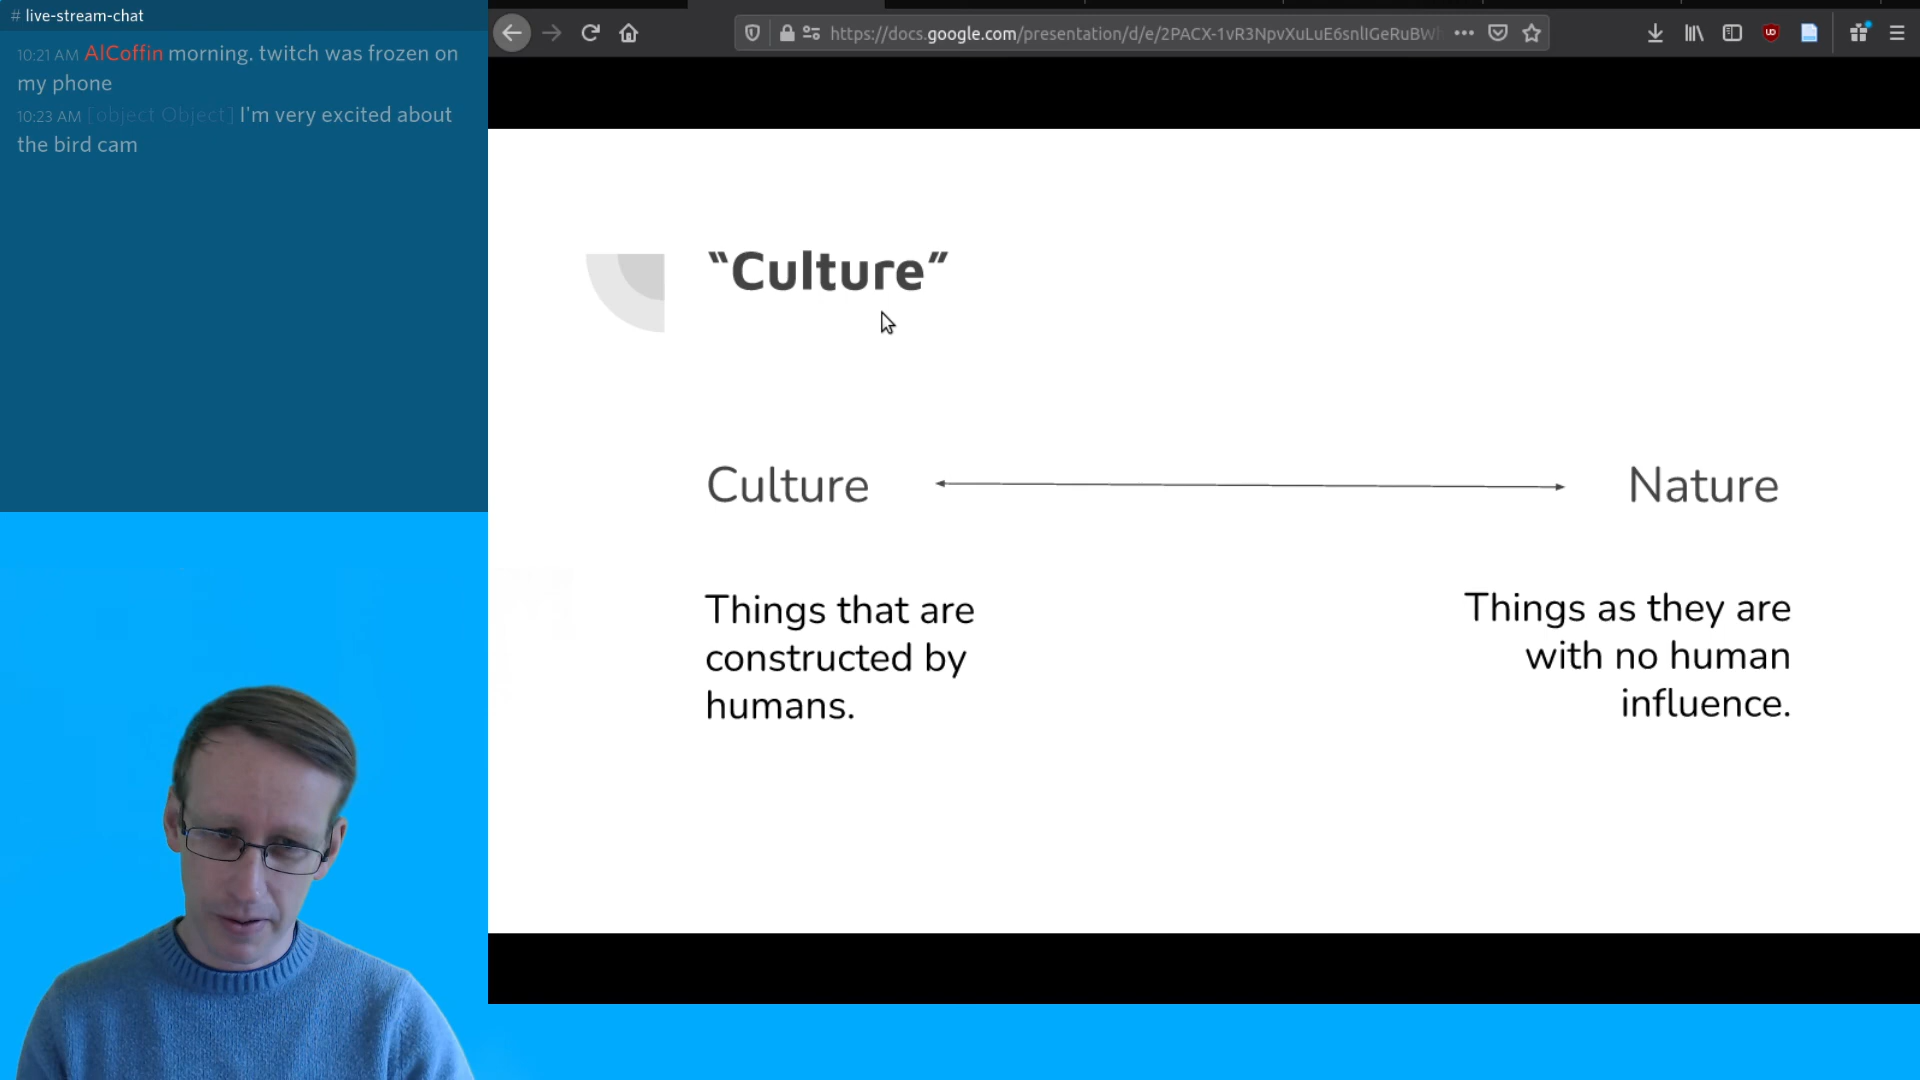 # live-stream-chat
10:21 AM AlCoffin morning. twitch was frozen on
my phone
10:23 AM [object Object] I'm very excited about
the bird cam
https://docs.google.com/presentation/d/e/2PACX-1vR3NpvXuLuE6snlIGeRuBW
“Culture”
Culture
Nature
Things that are
constructed by
humans.
Things as they are
with no human
influence.